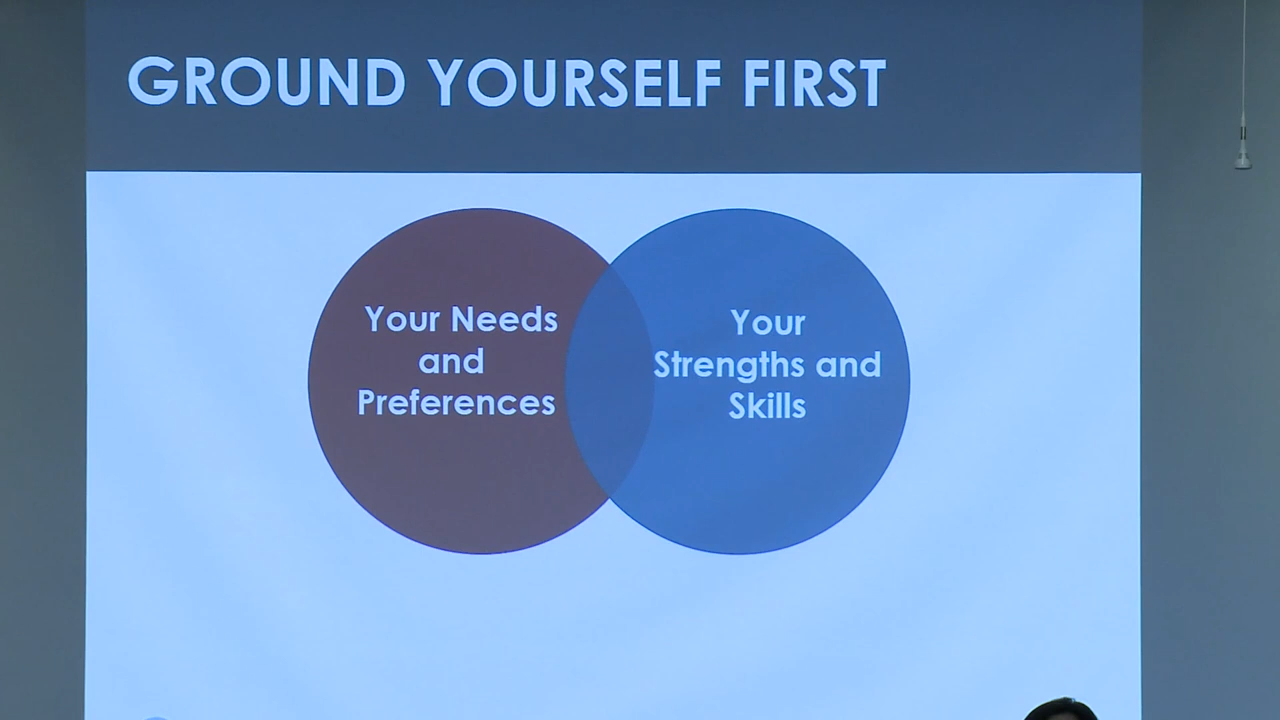 GROUND YOURSELF FIRST
Your Needs
and
Preferences
Your
Strengths and
Skills